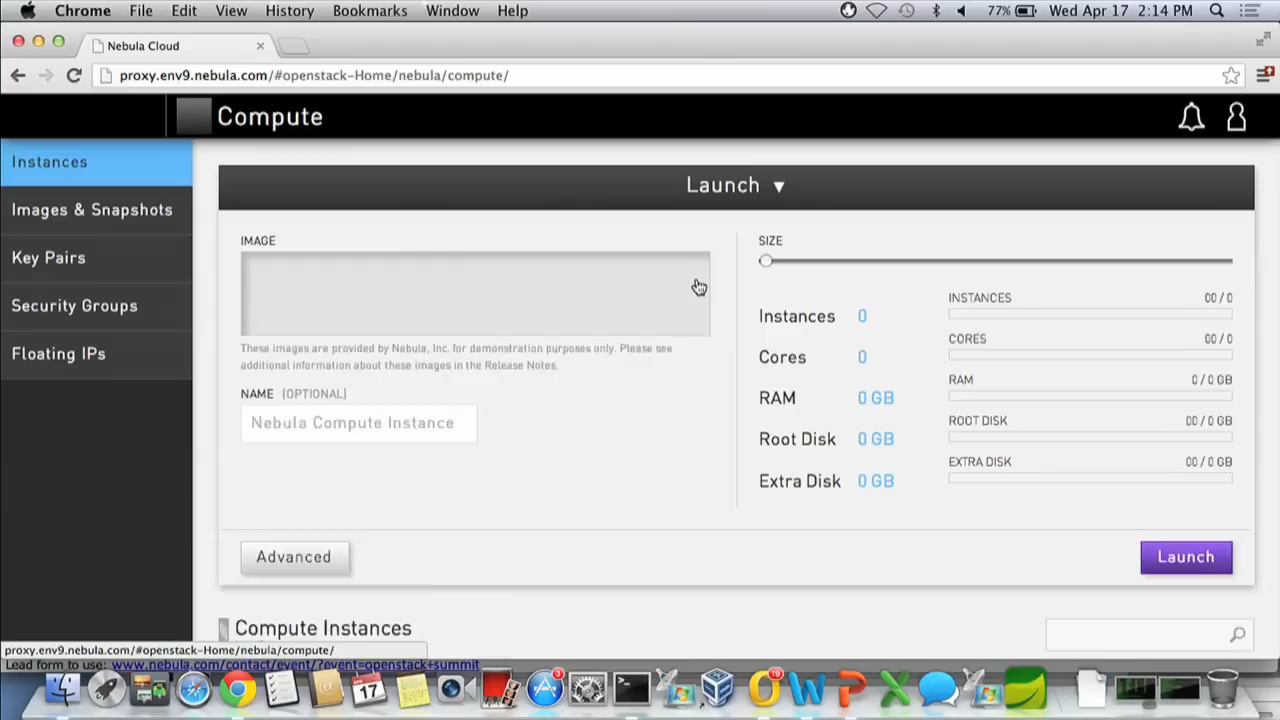 Chrome File Edit View History Bookmarks Window Help 77% Wed Apr 17 2:14 PM
Nebula Cloud
proxy.env9.nebula.com/#openstack-Home/nebula/compute/
Compute
Instances
Images & Snapshots
Key Pairs
Security Groups
Floating IPs
Launch ▼
IMAGE
These images are provided by Nebula, Inc. for demonstration purposes only. Please see
additional information about these images in the Release Notes.
NAME (OPTIONAL)
Nebula Compute Instance
SIZE
Instances 0
Cores 0
RAM 0 GB
Root Disk 0 GB
Extra Disk 0 GB
INSTANCES 00 / 0
CORES 00 / 0
RAM 0 / 0 GB
ROOT DISK 00 / 0 GB
EXTRA DISK 00 / 0 GB
Advanced
Launch
Compute Instances
proxy.env9.nebula.com/#openstack-Home/nebula/compute/
Lead form to use: www.nebula.com/contact/event/?event=openstack+summit
17
3
19